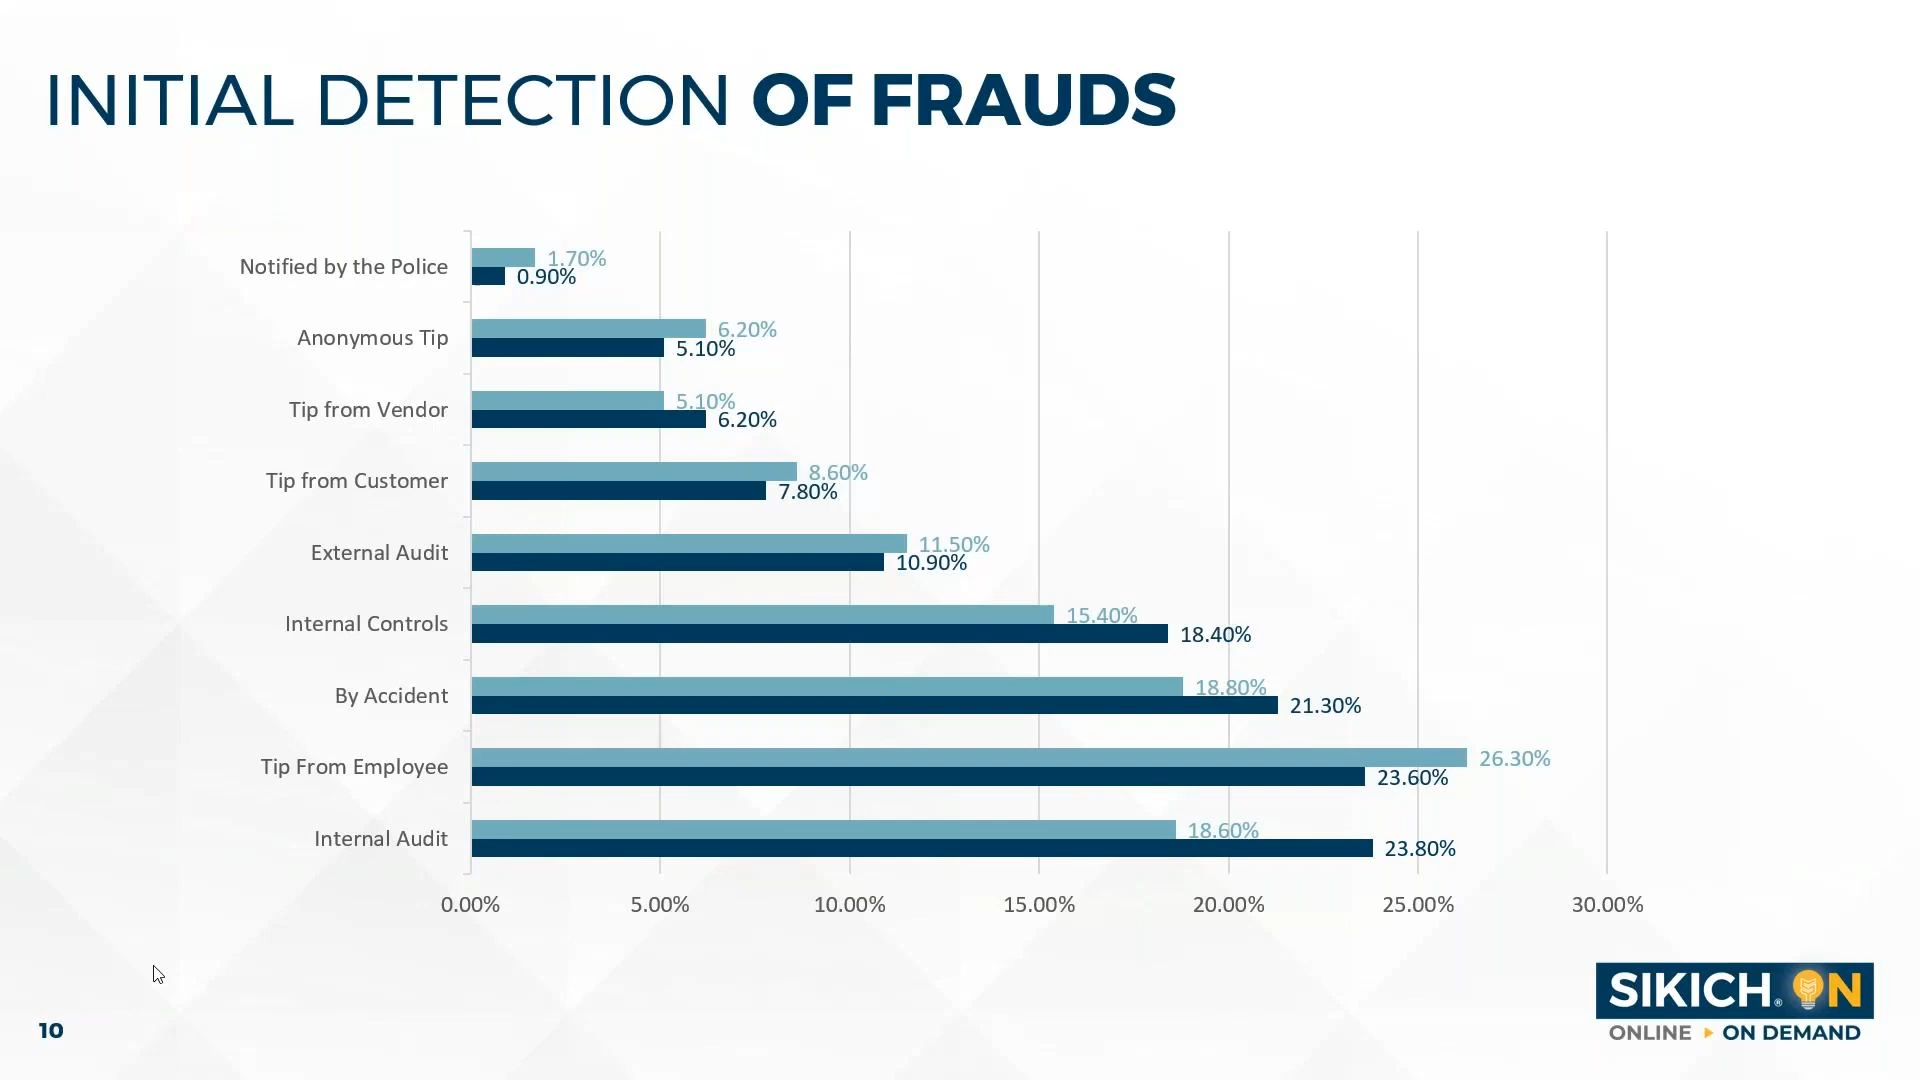 INITIAL DETECTION OF FRAUDS
Notified by the Police
1.70%
0.90%
Anonymous Tip
6.20%
5.10%
Tip from Vendor
5.10%
6.20%
Tip from Customer
8.60%
7.80%
External Audit
11.50%
10.90%
Internal Controls
15.40%
18.40%
By Accident
18.80%
21.30%
Tip From Employee
26.30%
23.60%
Internal Audit
18.60%
23.80%
0.00% 5.00% 10.00% 15.00% 20.00% 25.00% 30.00%
10
SIKICH® ON
ONLINE ▸ ON DEMAND